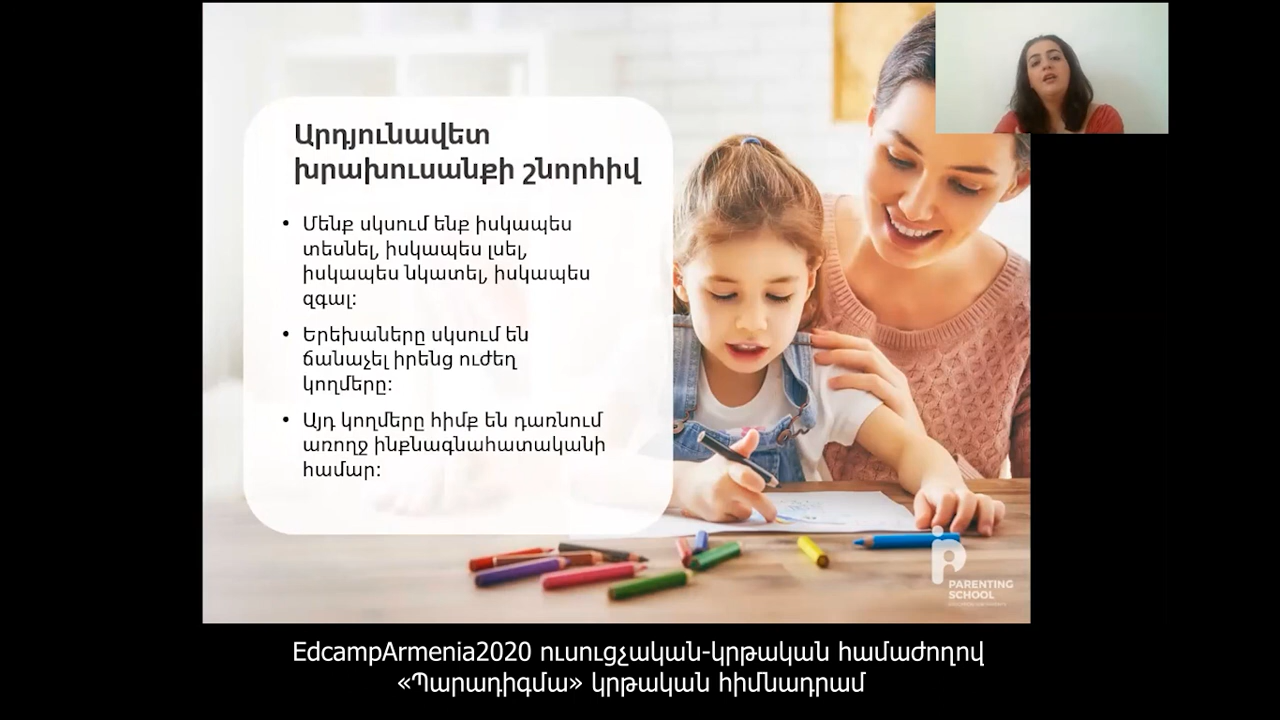 Արդյունավետ
խրախուսանքի շնորհիվ
• Մենք սկսում ենք իսկապես
տեսնել, իսկապես լսել,
իսկապես նկատել, իսկապես
զգալ:
• Երեխաները սկսում են
ճանաչել իրենց ուժեղ
կողմերը:
• Այդ կողմերը հիմք են դառնում
առողջ ինքնագնահատականի
համար:
PARENTING
SCHOOL
EdcampArmenia2020 ուսուցչական-կրթական համաժողով
«Պարադիգմա» կրթական հիմնադրամ